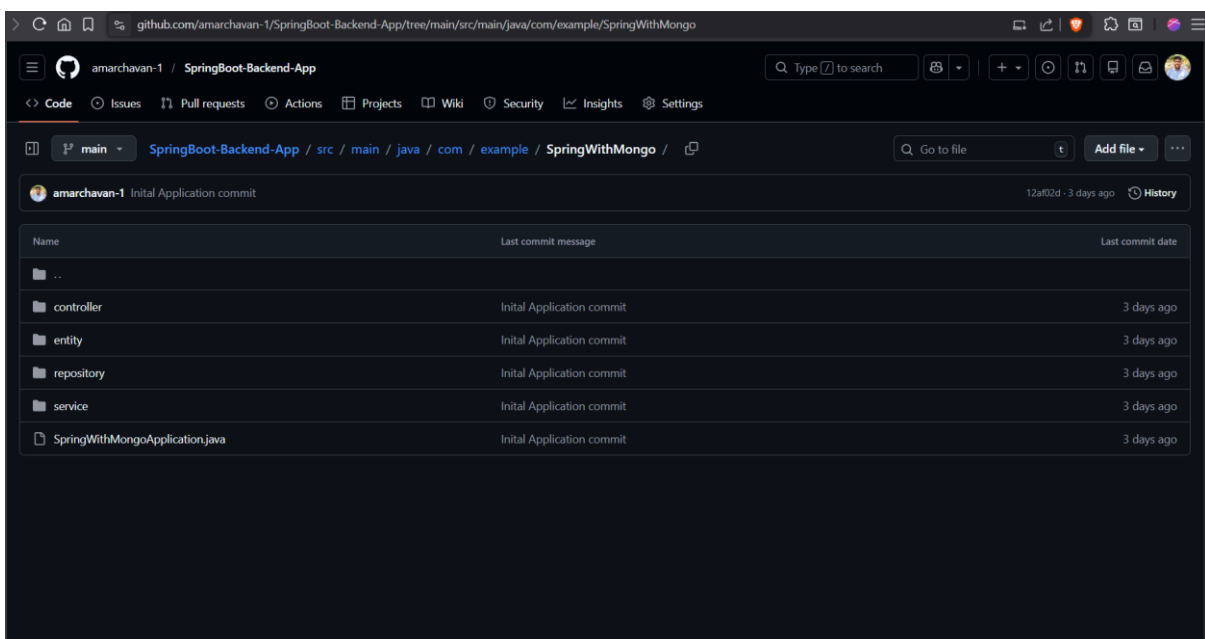 github.com/amarchavan-1/SpringBoot-Backend-App/tree/main/src/main/java/com/example/SpringWithMongo
amarchavan-1 / SpringBoot-Backend-App Type / to search
Code Issues Pull requests Actions Projects Wiki Security Insights Settings
main SpringBoot-Backend-App / src / main / java / com / example / SpringWithMongo / Go to file t Add file
amarchavan-1 Inital Application commit 12af02d · 3 days ago History
Name Last commit message Last commit date
..
controller Inital Application commit 3 days ago
entity Inital Application commit 3 days ago
repository Inital Application commit 3 days ago
service Inital Application commit 3 days ago
SpringWithMongoApplication.java Inital Application commit 3 days ago